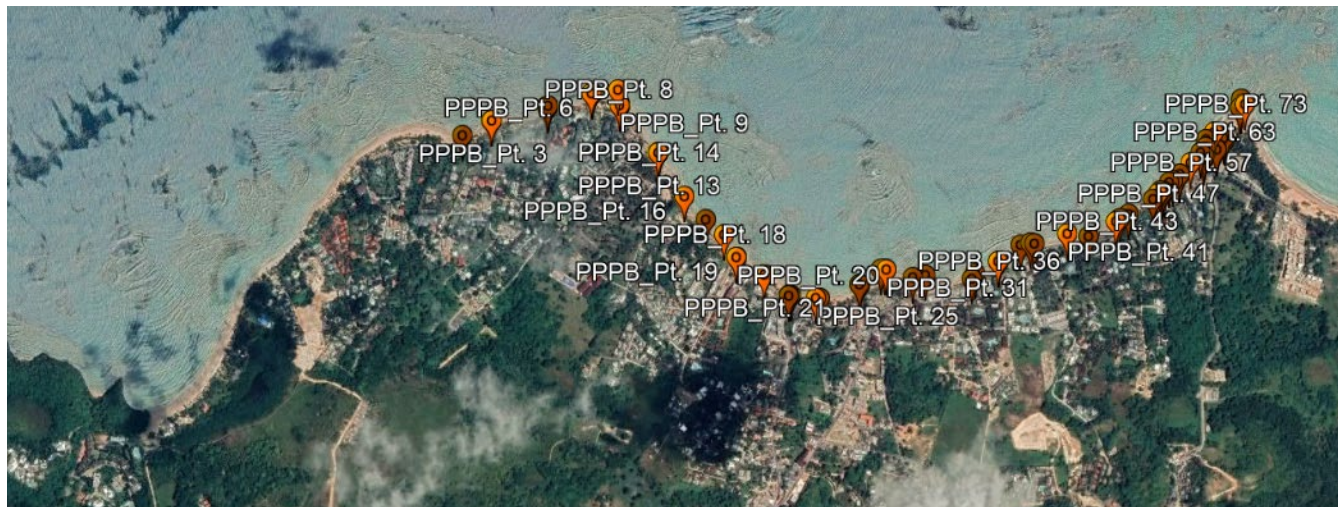 PPPB_Pt. 8
PPPB_Pt. 6
PPPB_Pt. 73
PPPB_Pt. 9
PPPB_Pt. 63
PPPB_Pt. 3
PPPB_Pt. 14
PPPB_Pt. 57
PPPB_Pt. 13
PPPB_Pt. 47
PPPB_Pt. 16
PPPB_Pt. 43
PPPB_Pt. 18
PPPB_Pt. 41
PPPB_Pt. 36
PPPB_Pt. 19
PPPB_Pt. 20
PPPB_Pt. 31
PPPB_Pt. 21
PPPB_Pt. 25